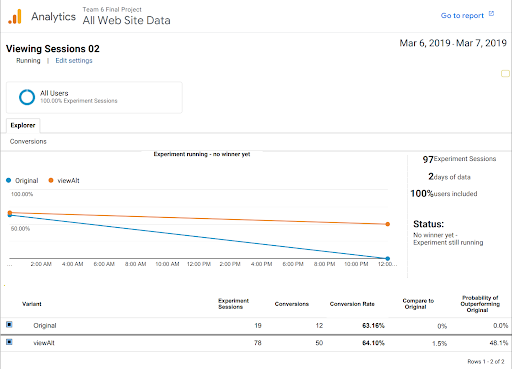 Analytics
Team 6 Final Project
All Web Site Data
Go to report
Viewing Sessions 02
Mar 6, 2019 - Mar 7, 2019
Running | Edit settings
All Users
100.00% Experiment Sessions
Explorer
Conversions
Experiment running - no winner yet
Original viewAlt
100.00%
50.00%
... 2:00 AM 4:00 AM 6:00 AM 8:00 AM 10:00 AM 12:00 PM 2:00 PM 4:00 PM 6:00 PM 8:00 PM 10:00 PM 12:00...
97 Experiment Sessions
2 days of data
100% users included
Status:
No winner yet -
Experiment still running
Variant Experiment Sessions Conversions Conversion Rate Compare to Original Probability of Outperforming Original
Original 19 12 63.16% 0% 0.0%
viewAlt 78 50 64.10% 1.5% 48.1%
Rows 1 - 2 of 2